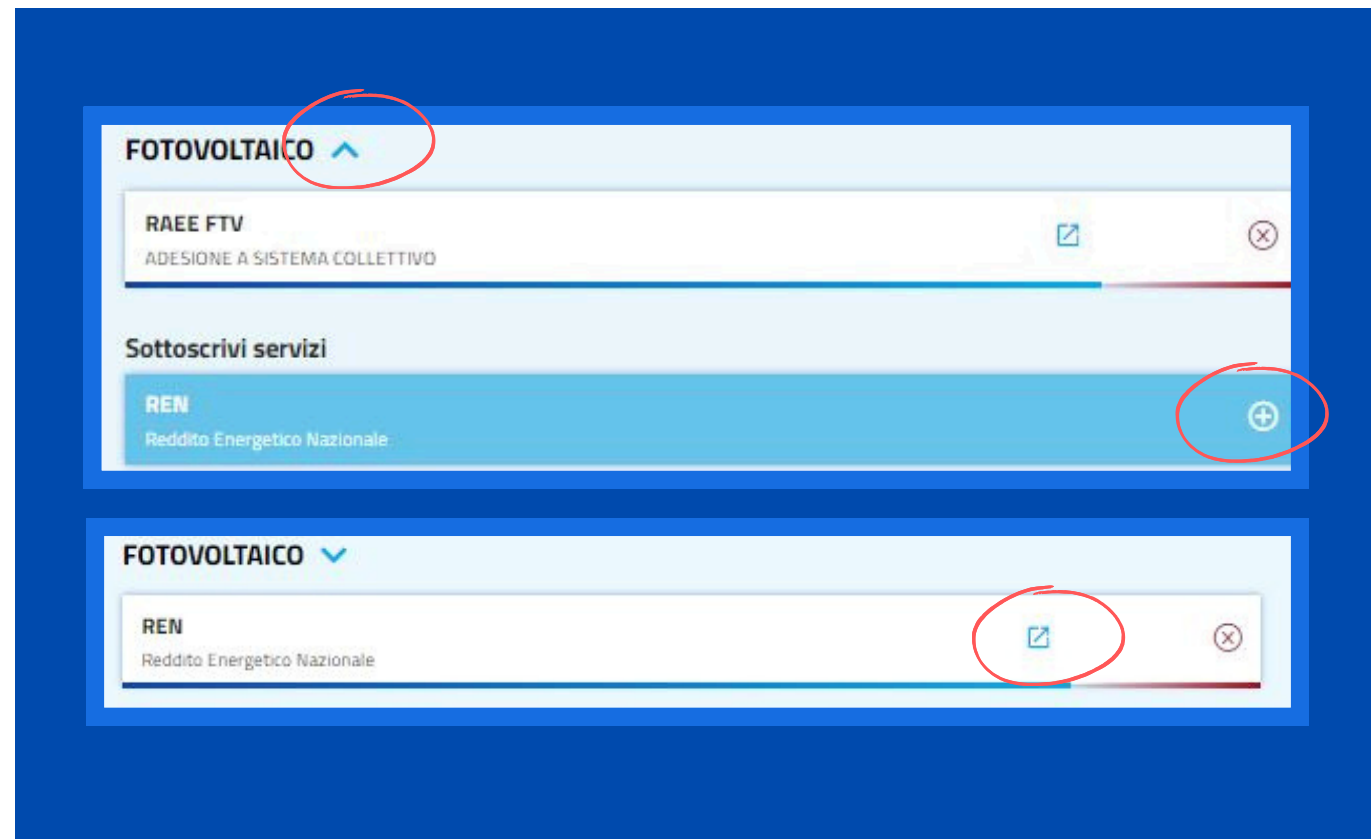 FOTOVOLTAICO
RAEE FTV
ADESIONE A SISTEMA COLLETTIVO
Sottoscrivi servizi
REN
Reddito Energetico Nazionale
FOTOVOLTAICO
REN
Reddito Energetico Nazionale